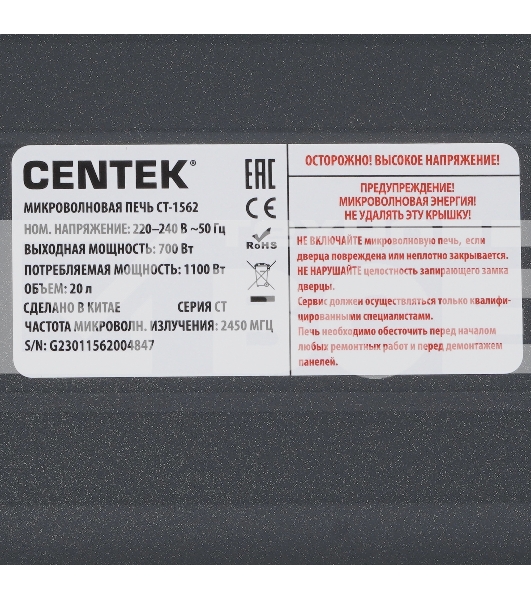 CENTEK®
EAC
МИКРОВОЛНОВАЯ ПЕЧЬ CT-1562
CE
НОМ. НАПРЯЖЕНИЕ: 220–240 В ~50 Гц
ВЫХОДНАЯ МОЩНОСТЬ: 700 Вт
RoHS
ПОТРЕБЛЯЕМАЯ МОЩНОСТЬ: 1100 Вт
ОБЪЕМ: 20 л
СДЕЛАНО В КИТАЕ СЕРИЯ СТ
ЧАСТОТА МИКРОВОЛН. ИЗЛУЧЕНИЯ: 2450 МГЦ
S/N: G23011562004847
ОСТОРОЖНО! ВЫСОКОЕ НАПРЯЖЕНИЕ!
ПРЕДУПРЕЖДЕНИЕ!
МИКРОВОЛНОВАЯ ЭНЕРГИЯ!
НЕ УДАЛЯТЬ ЭТУ КРЫШКУ!
НЕ ВКЛЮЧАЙТЕ микроволновую печь, если
дверца повреждена или неплотно закрывается.
НЕ НАРУШАЙТЕ целостность запирающего замка
дверцы.
Сервис должен осуществляться только квалифи-
цированными специалистами.
Печь необходимо обесточить перед началом
любых ремонтных работ и перед демонтажем
панелей.